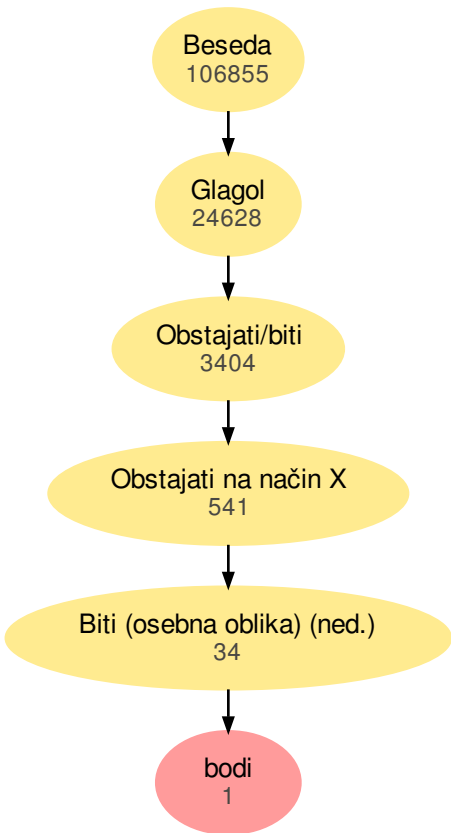 Beseda
106855
Glagol
24628
Obstajati/biti
3404
Obstajati na način X
541
Biti (osebna oblika) (ned.)
34
bodi
1